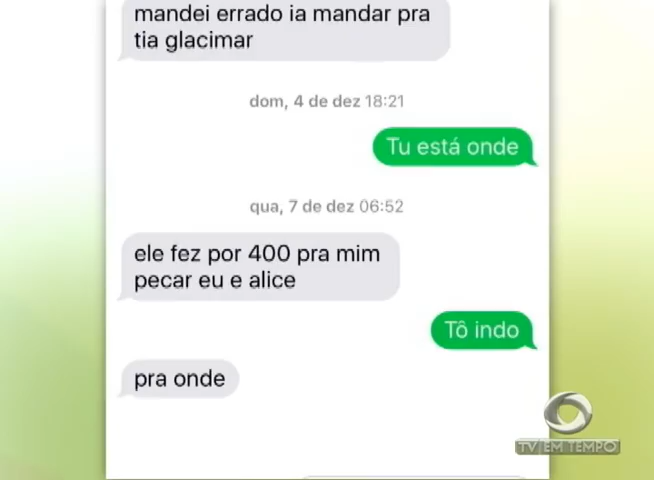 mandei errado ia mandar pra
tia glacimar
dom, 4 de dez 18:21
Tu está onde
qua, 7 de dez 06:52
ele fez por 400 pra mim
pecar eu e alice
Tô indo
pra onde
TV EM TEMPO